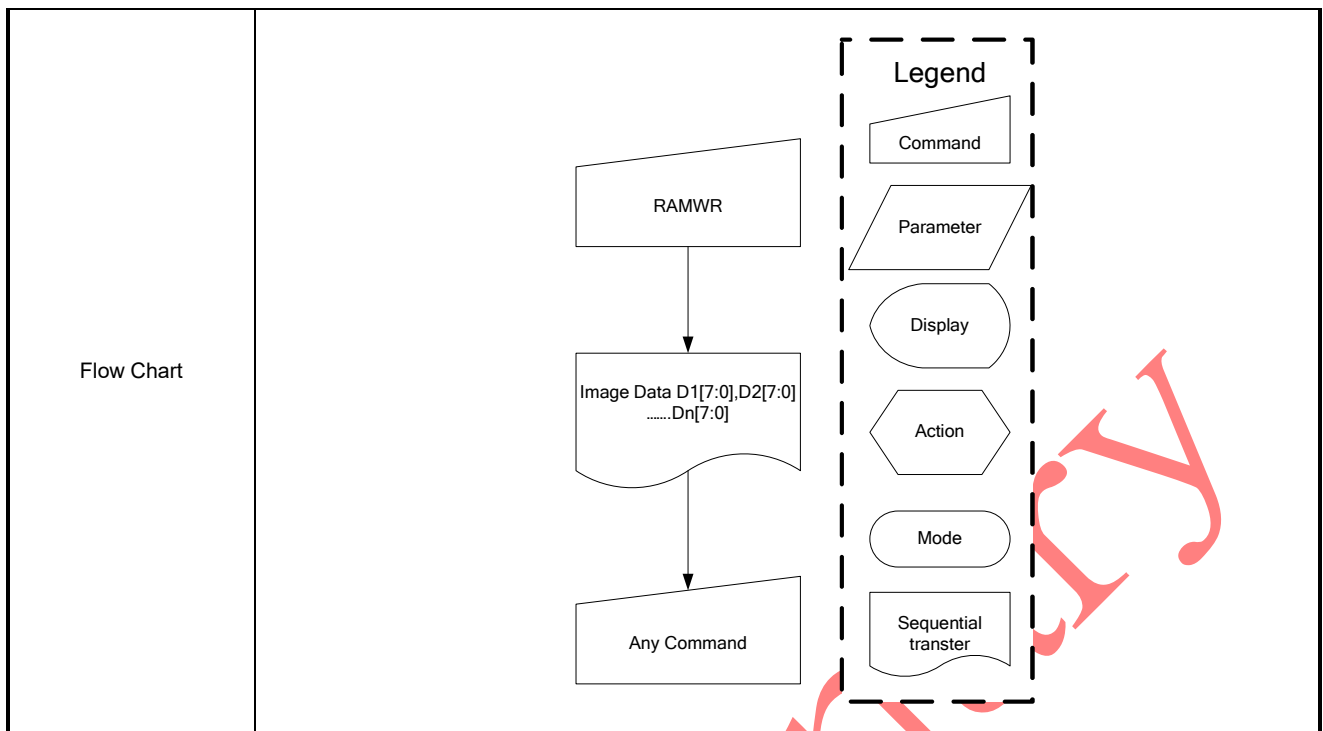 Flow Chart
RAMWR
Image Data D1[7:0],D2[7:0]
.......Dn[7:0]
Any Command
Legend
Command
Parameter
Display
Action
Mode
Sequential
transter